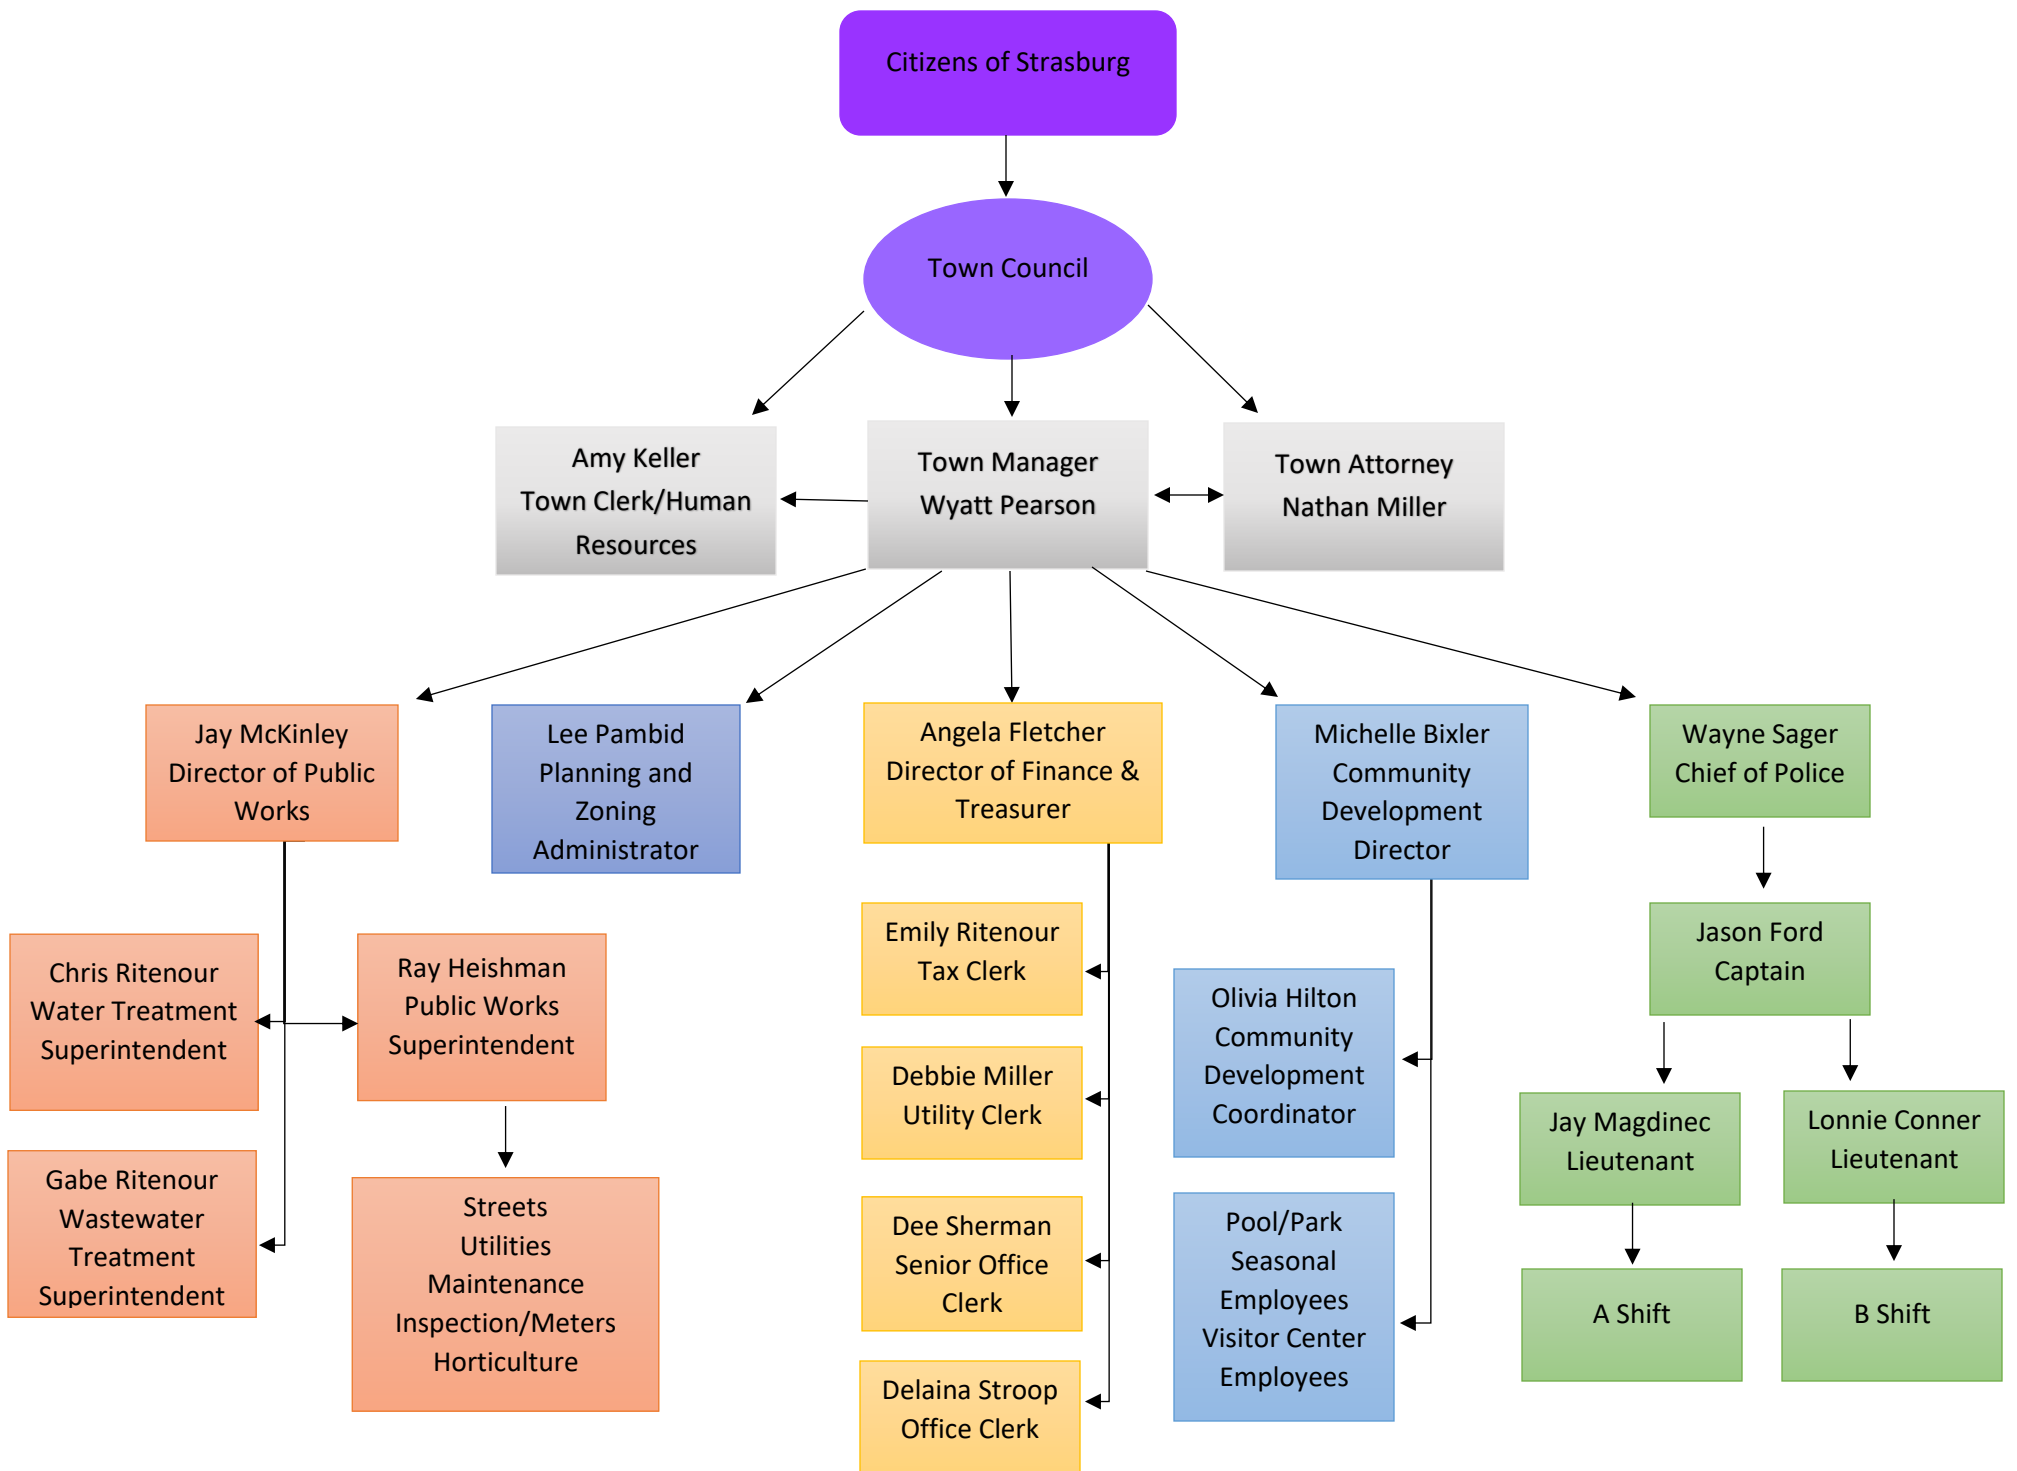 Citizens of Strasburg
Town Council
Amy Keller
Town Clerk/Human
Resources
Town Manager
Wyatt Pearson
Town Attorney
Nathan Miller
Jay McKinley
Director of Public
Works
Lee Pambid
Planning and
Zoning
Administrator
Angela Fletcher
Director of Finance &
Treasurer
Michelle Bixler
Community
Development
Director
Wayne Sager
Chief of Police
Chris Ritenour
Water Treatment
Superintendent
Ray Heishman
Public Works
Superintendent
Emily Ritenour
Tax Clerk
Olivia Hilton
Community
Development
Coordinator
Jason Ford
Captain
Debbie Miller
Utility Clerk
Jay Magdinec
Lieutenant
Lonnie Conner
Lieutenant
Gabe Ritenour
Wastewater
Treatment
Superintendent
Streets
Utilities
Maintenance
Inspection/Meters
Horticulture
Dee Sherman
Senior Office
Clerk
Pool/Park
Seasonal
Employees
Visitor Center
Employees
A Shift
B Shift
Delaina Stroop
Office Clerk